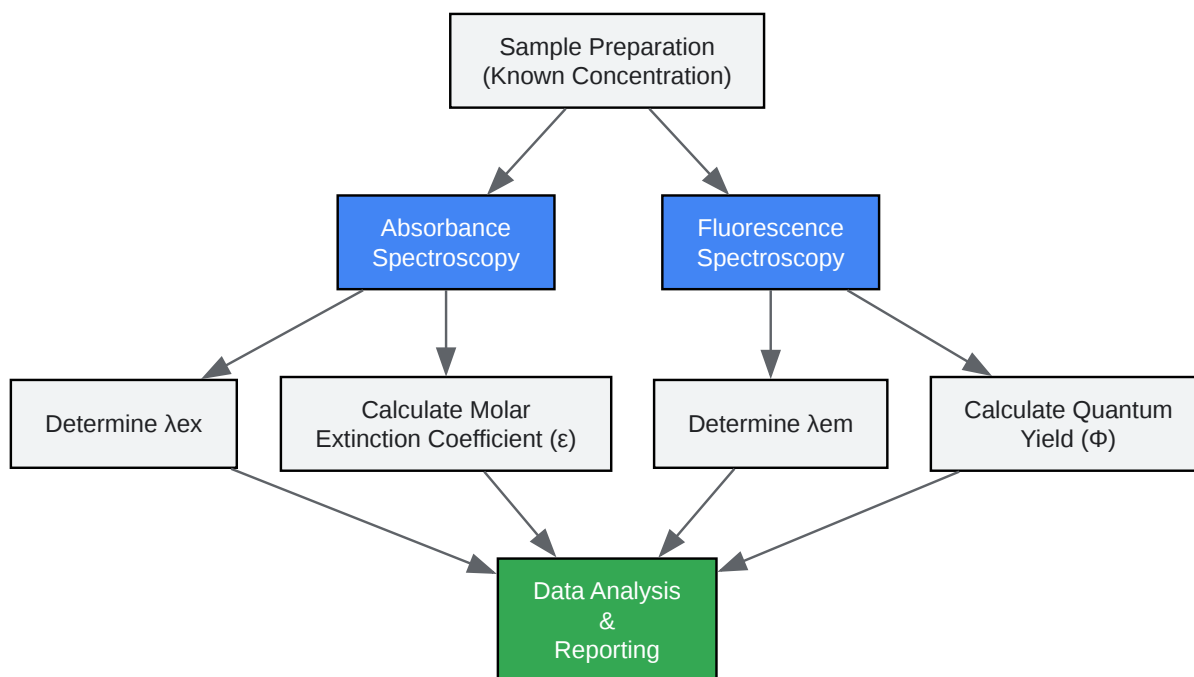 Sample Preparation
(Known Concentration)
Absorbance
Spectroscopy
Fluorescence
Spectroscopy
Determine λex
Calculate Molar
Extinction Coefficient (ε)
Determine λem
Calculate Quantum
Yield (Φ)
Data Analysis
&
Reporting